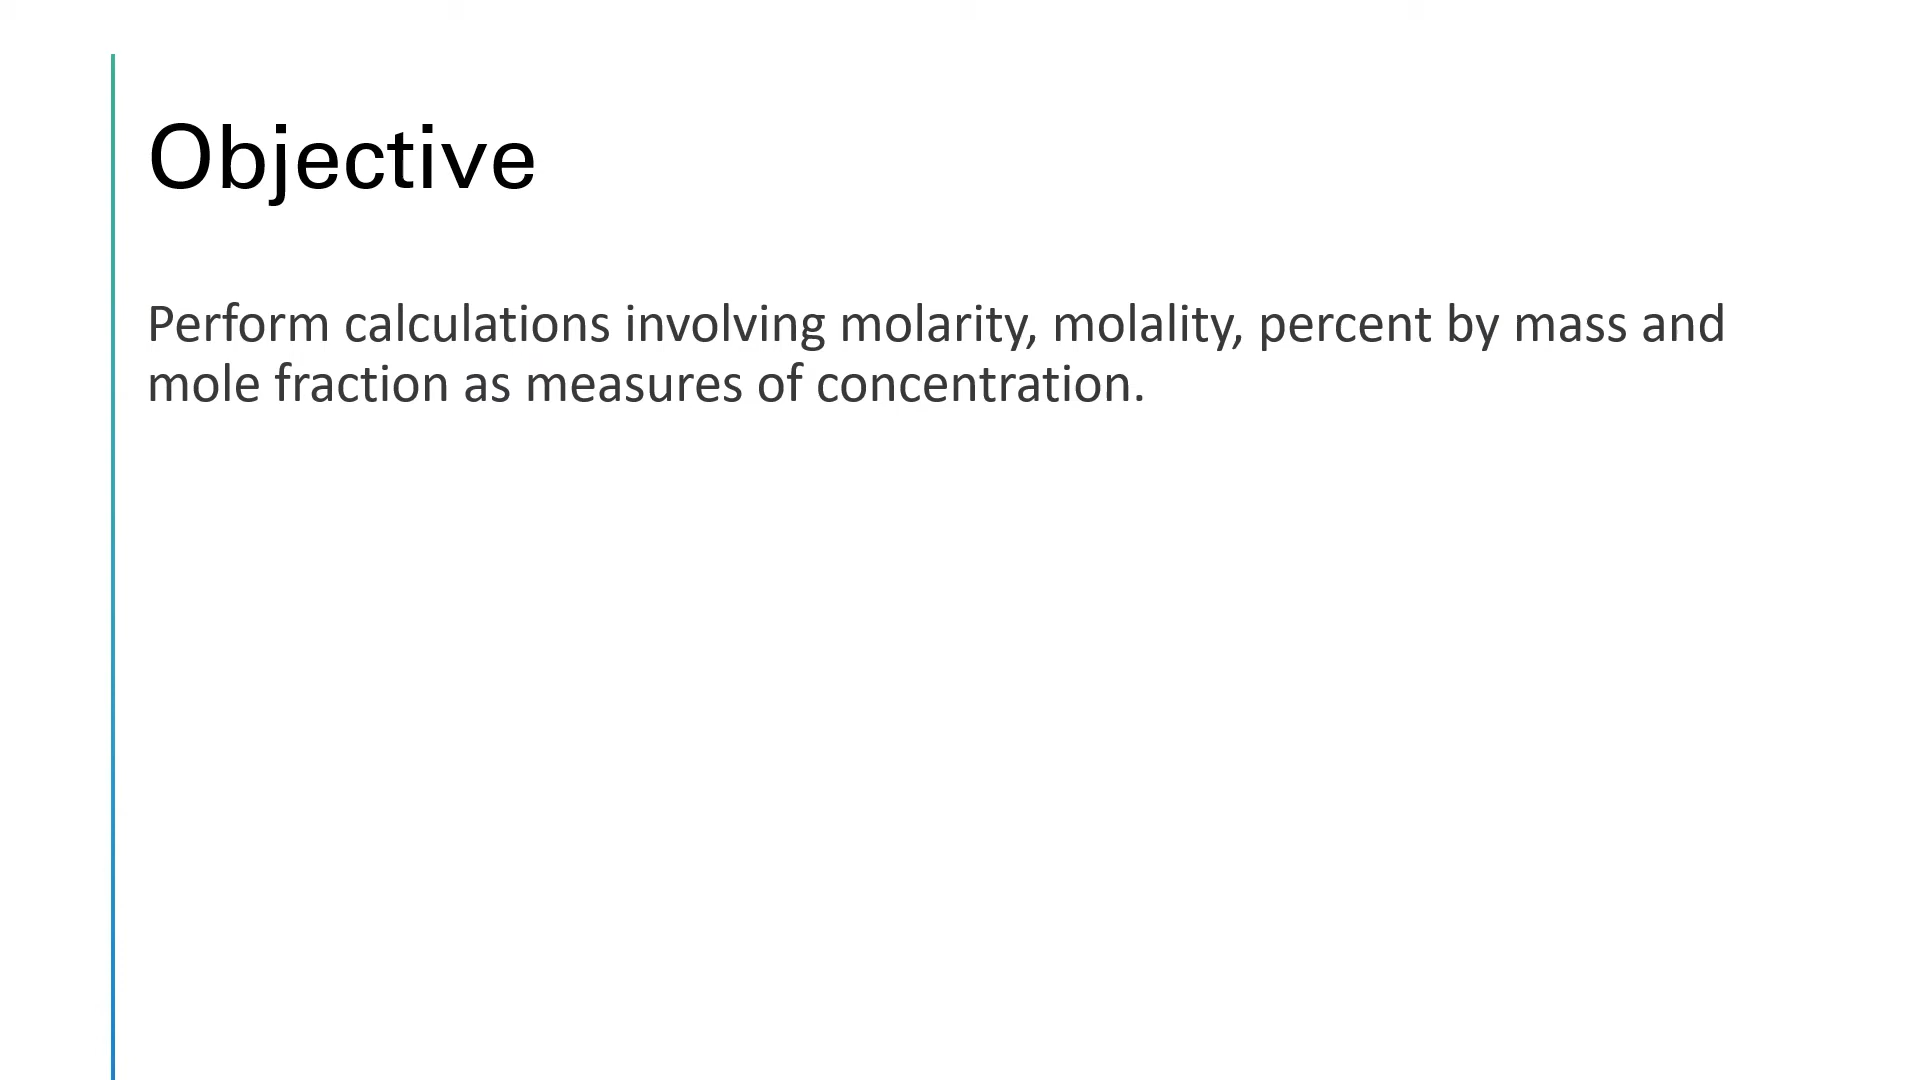 Objective
Perform calculations involving molarity, molality, percent by mass and
mole fraction as measures of concentration.